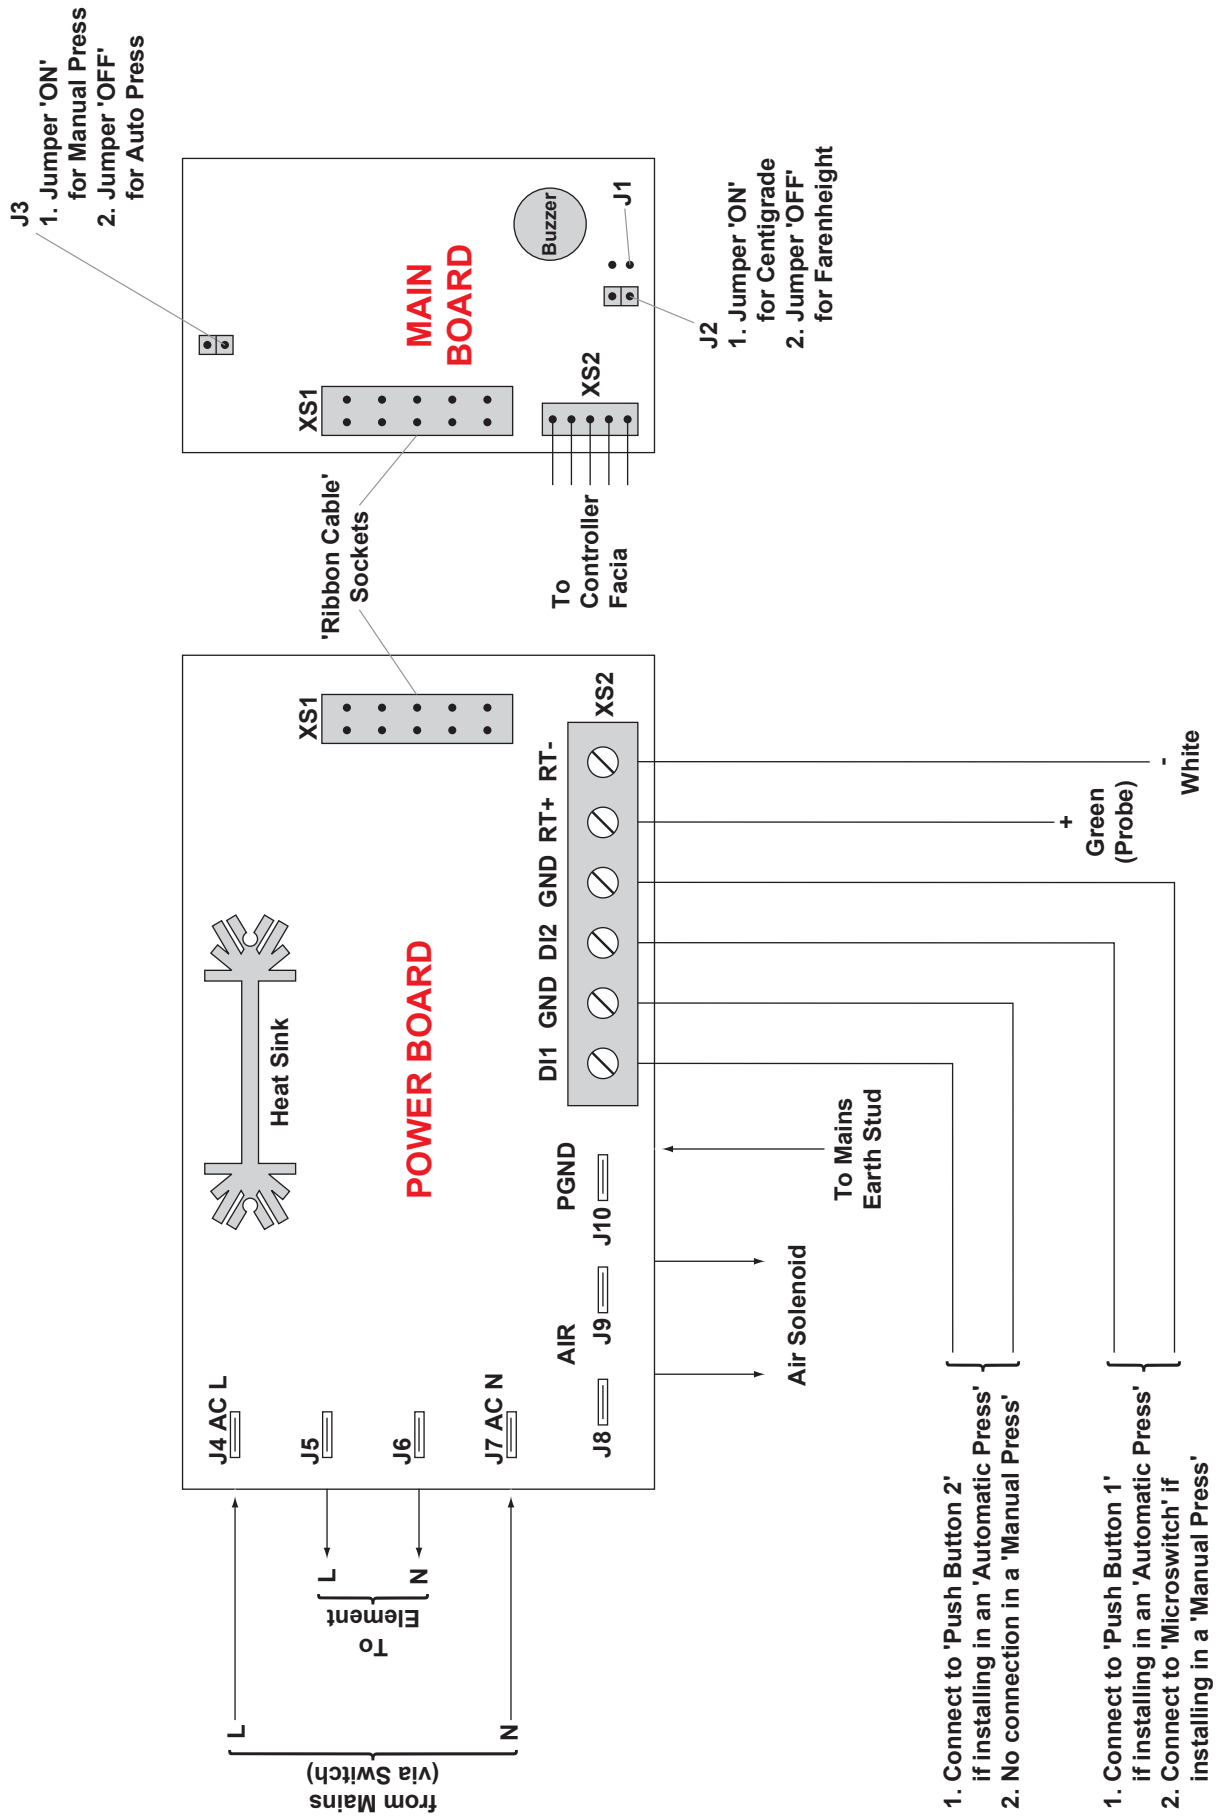 J3
1. Jumper 'ON'
for Manual Press
2. Jumper 'OFF'
for Auto Press
MAIN
BOARD
Buzzer
J1
XS1
XS2
J2
1. Jumper 'ON'
for Centigrade
2. Jumper 'OFF'
for Farenheight
'Ribbon Cable'
Sockets
To
Controller
Facia
XS1
Heat Sink
POWER BOARD
J4 AC L
J5
J6
J7 AC N
J8
AIR
J9
J10
PGND
DI1
GND
DI2
GND
RT+
RT-
XS2
from Mains
(via Switch)
L
N
To
Element
L
N
Air Solenoid
To Mains
Earth Stud
+
Green
(Probe)
-
White
1. Connect to 'Push Button 2'
if installing in an 'Automatic Press'
2. No connection in a 'Manual Press'
1. Connect to 'Push Button 1'
if installing in an 'Automatic Press'
2. Connect to 'Microswitch' if
installing in a 'Manual Press'